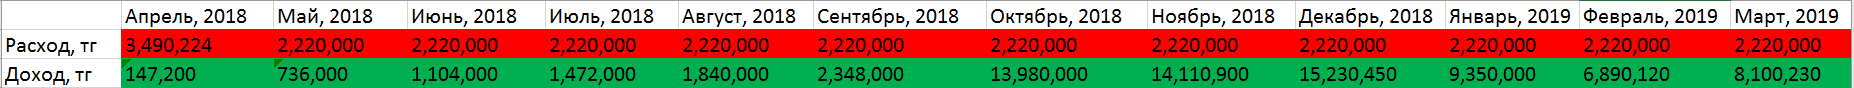 Апрель, 2018 Май, 2018 Июнь, 2018 Июль, 2018 Август, 2018 Сентябрь, 2018 Октябрь, 2018 Ноябрь, 2018 Декабрь, 2018 Январь, 2019 Февраль, 2019 Март, 2019
Расход, тг 3,490,224 2,220,000 2,220,000 2,220,000 2,220,000 2,220,000 2,220,000 2,220,000 2,220,000 2,220,000 2,220,000 2,220,000
Доход, тг 147,200 736,000 1,104,000 1,472,000 1,840,000 2,348,000 13,980,000 14,110,900 15,230,450 9,350,000 6,890,120 8,100,230